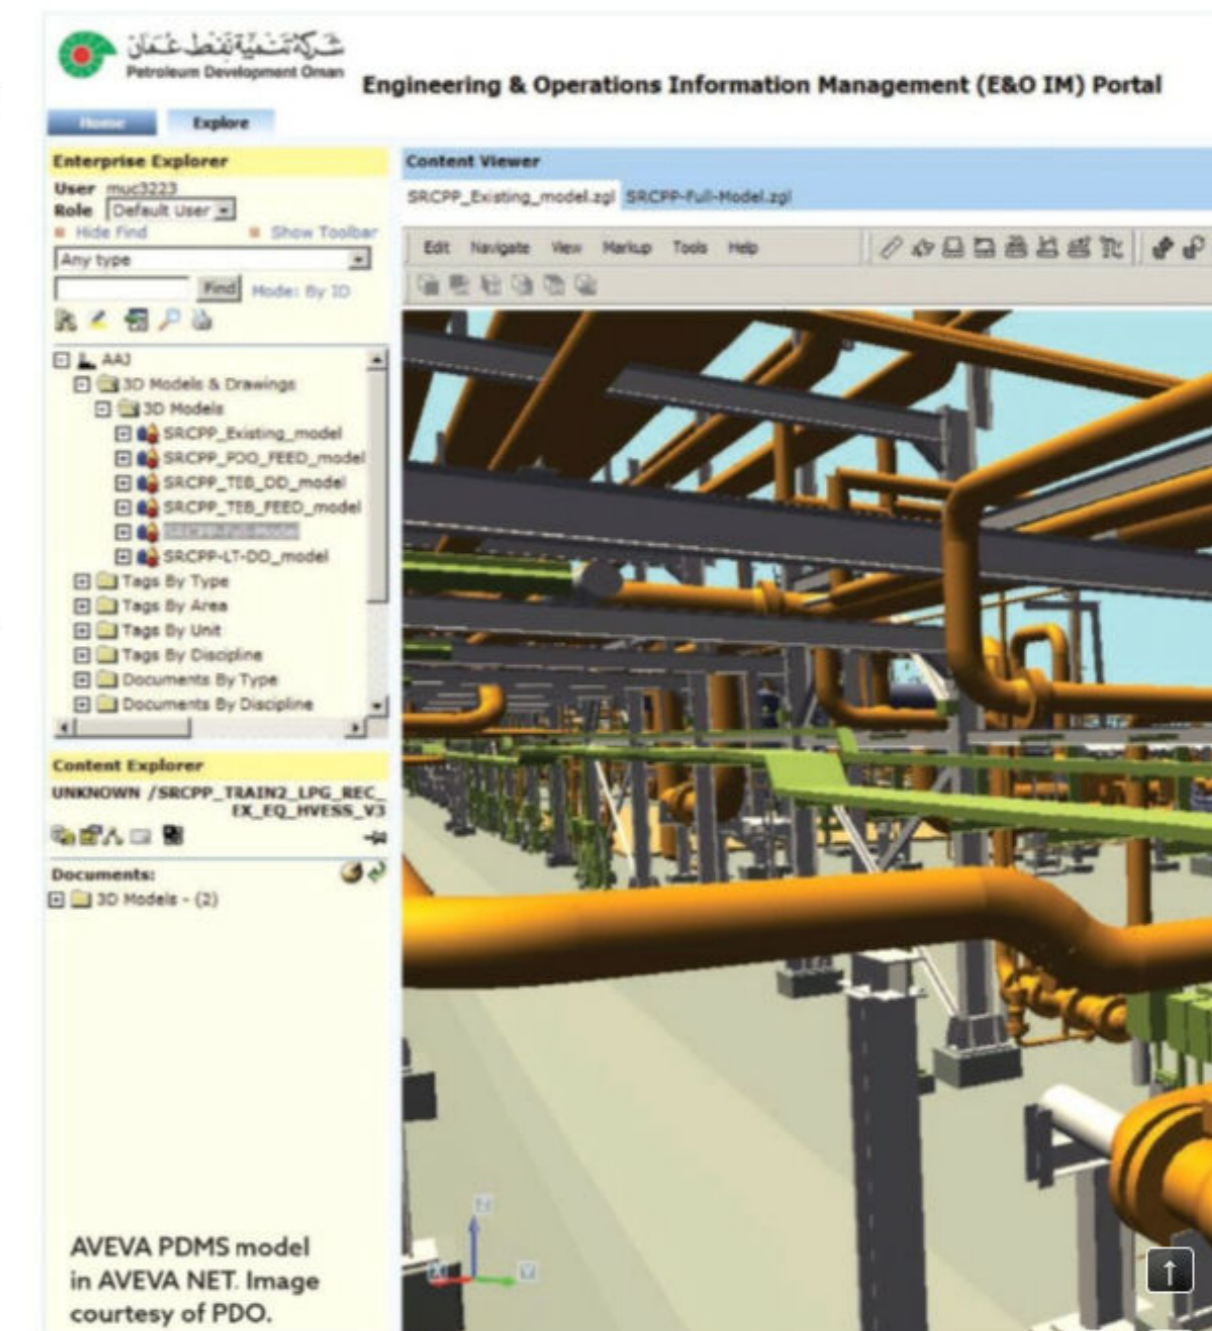 شركة تنمية نفط عُمان
Petroleum Development Oman
Engineering & Operations Information Management (E&O IM) Portal
Home Explore
Enterprise Explorer
User muc3223
Role Default User
Hide Find Show Toolbar
Any type
Find Mode: By ID
AAJ
3D Models & Drawings
3D Models
SRCPP_Existing_model
SRCPP_PDO_FEED_model
SRCPP_TEB_DD_model
SRCPP_TEB_FEED_model
SRCPP-Full-Model
SRCPP-LT-DD_model
Tags By Type
Tags By Area
Tags By Unit
Tags By Discipline
Documents By Type
Documents By Discipline
Content Explorer
UNKNOWN /SRCPP_TRAIN2_LPG_REC_
EX_EQ_HVESS_V3
Documents:
3D Models - (2)
AVEVA PDMS model
in AVEVA NET. Image
courtesy of PDO.
Content Viewer
SRCPP_Existing_model.zgl SRCPP-Full-Model.zgl
Edit Navigate View Markup Tools Help